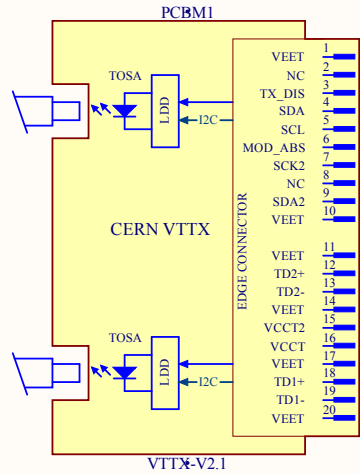 PCBM1
TOSA
LDD
I2C
CERN VTTX
TOSA
LDD
I2C
EDGE CONNECTOR
VEET 1
NC 2
TX_DIS 3
SDA 4
SCL 5
MOD_ABS 6
SCK2 7
NC 8
SDA2 9
VEET 10
VEET 11
TD2+ 12
TD2- 13
VEET 14
VCCT2 15
VCCT 16
VEET 17
TD1+ 18
TD1- 19
VEET 20
VTTX-V2.1